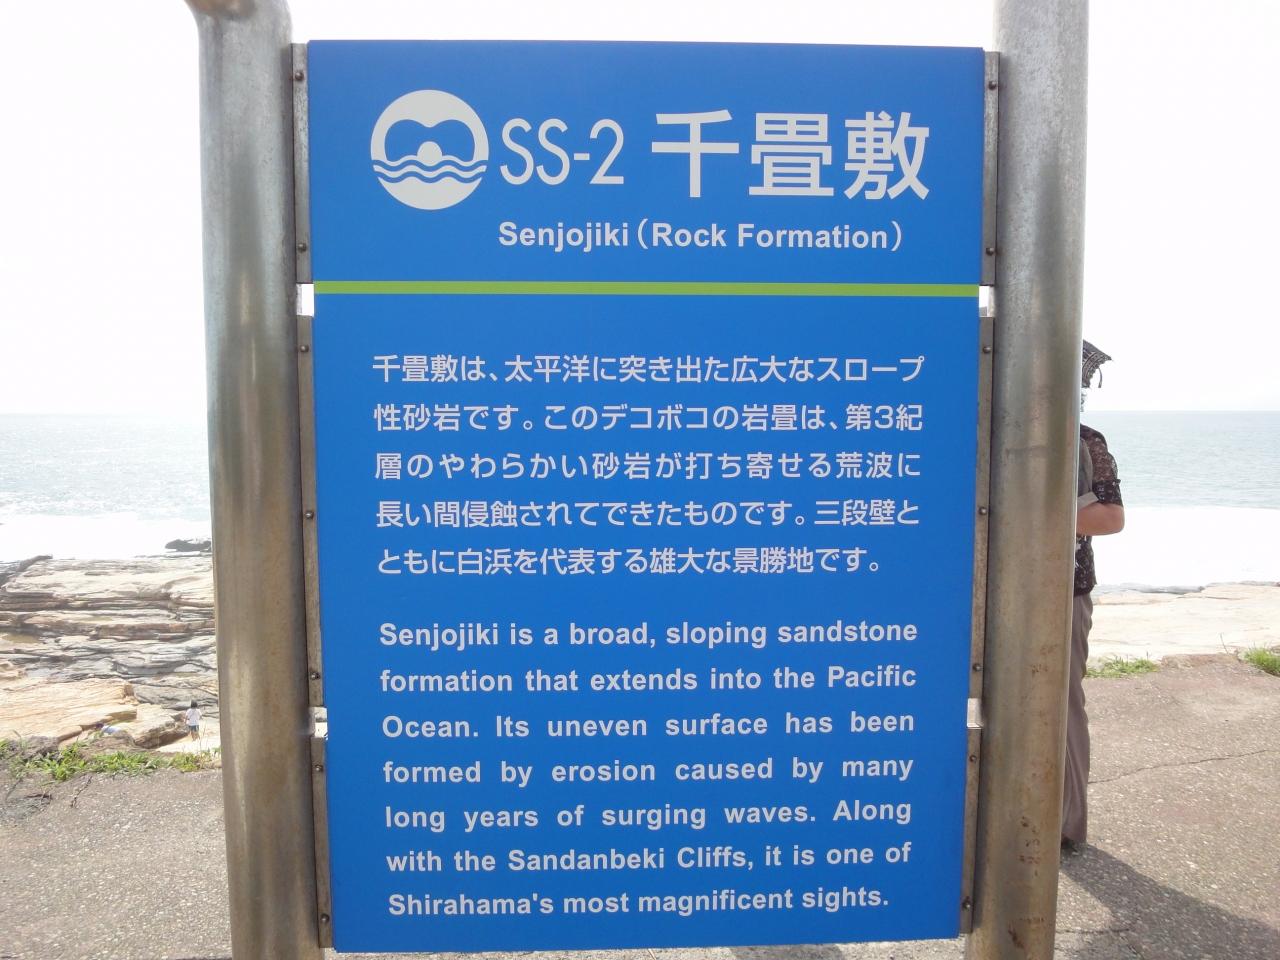 SS-2 千畳敷
Senjojiki（Rock Formation）
千畳敷は、太平洋に突き出た広大なスロープ
性砂岩です。このデコボコの岩畳は、第3紀
層のやわらかい砂岩が打ち寄せる荒波に
長い間侵蝕されてできたものです。三段壁と
ともに白浜を代表する雄大な景勝地です。
Senjojiki is a broad, sloping sandstone
formation that extends into the Pacific
Ocean. Its uneven surface has been
formed by erosion caused by many
long years of surging waves. Along
with the Sandanbeki Cliffs, it is one of
Shirahama's most magnificent sights.